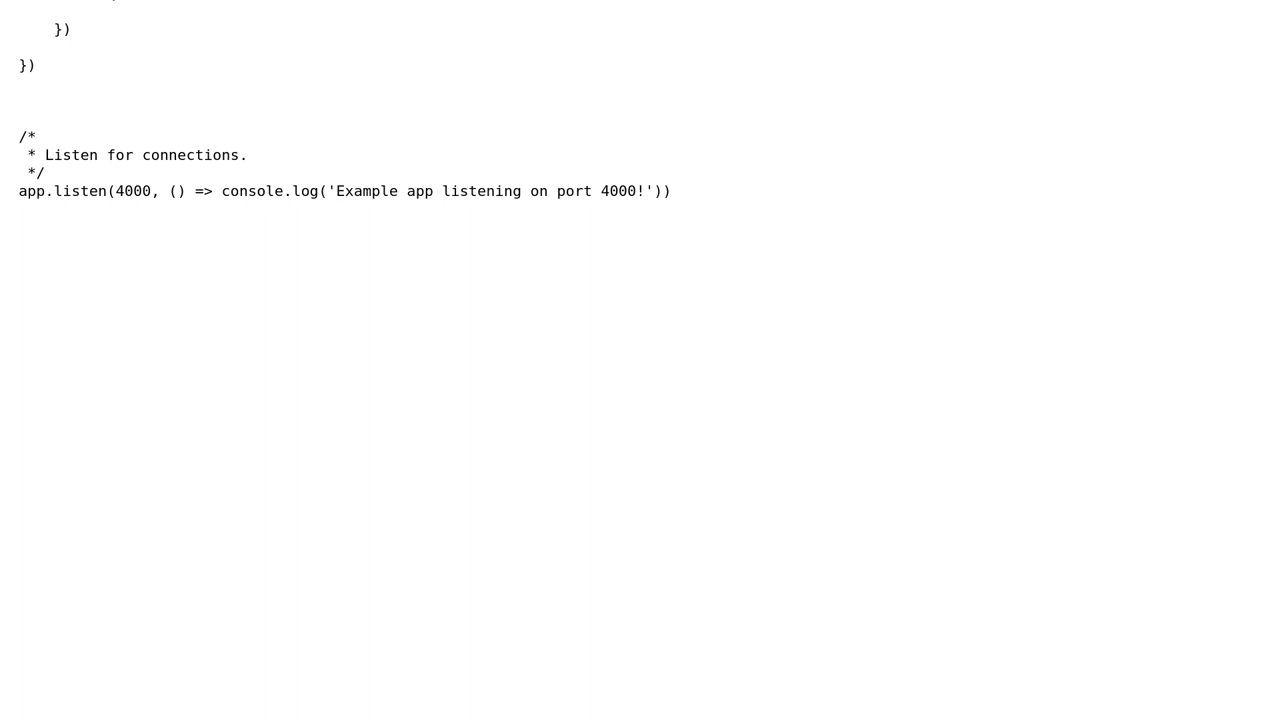 })
})
/*
 * Listen for connections.
 */
app.listen(4000, () => console.log('Example app listening on port 4000!'))